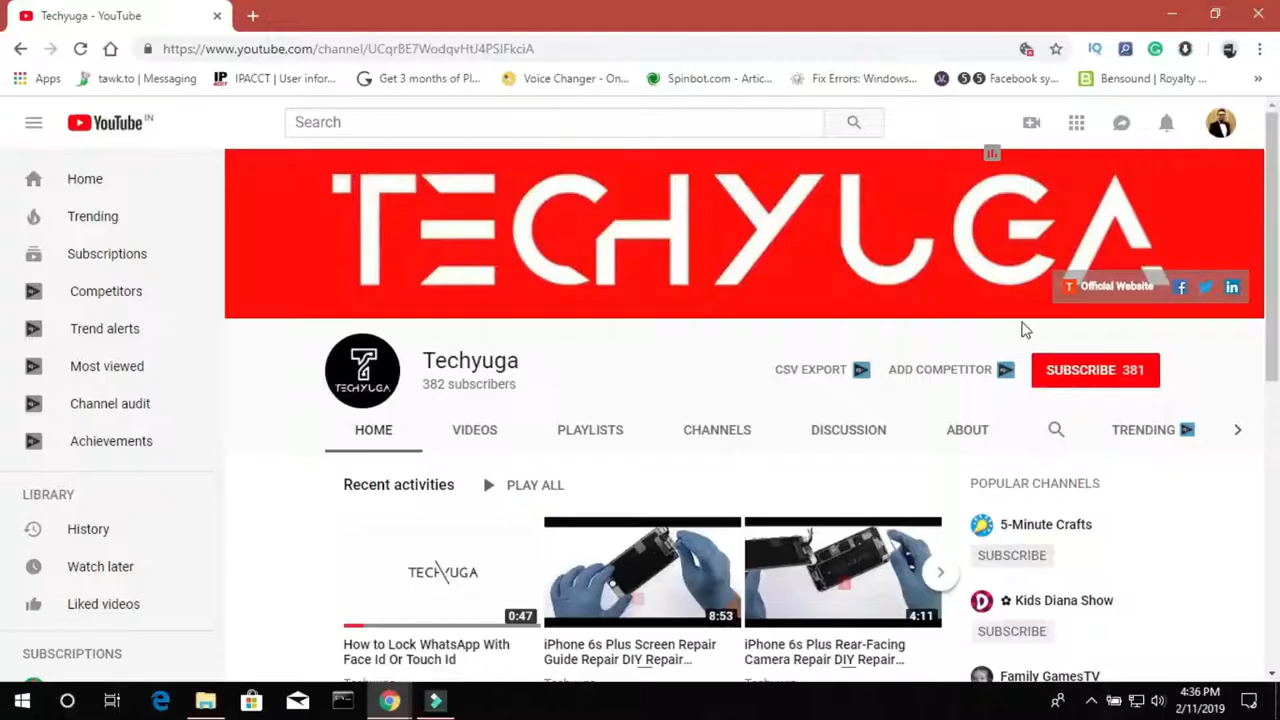 Techyuga - YouTube
https://www.youtube.com/channel/UCqrBE7WodqvHtJ4PSIFkciA
Apps
tawk.to | Messaging
IP IPACCT | User infor...
Get 3 months of Pl...
Voice Changer - On...
Spinbot.com - Artic...
Fix Errors: Windows...
Facebook sy...
Bensound | Royalty ...
YouTube IN
Search
Home
Trending
Subscriptions
Competitors
Trend alerts
Most viewed
Channel audit
Achievements
LIBRARY
History
Watch later
Liked videos
SUBSCRIPTIONS
TECHYUGA
Official Website
TECHYUGA
Techyuga
382 subscribers
CSV EXPORT
ADD COMPETITOR
SUBSCRIBE 381
HOME
VIDEOS
PLAYLISTS
CHANNELS
DISCUSSION
ABOUT
TRENDING
Recent activities
PLAY ALL
TECHYUGA
0:47
How to Lock WhatsApp With
Face Id Or Touch Id
Techyuga
8:53
iPhone 6s Plus Screen Repair
Guide Repair DIY Repair...
4:11
iPhone 6s Plus Rear-Facing
Camera Repair DIY Repair...
POPULAR CHANNELS
5-Minute Crafts
SUBSCRIBE
✿ Kids Diana Show
SUBSCRIBE
Family GamesTV
4:36 PM
2/11/2019